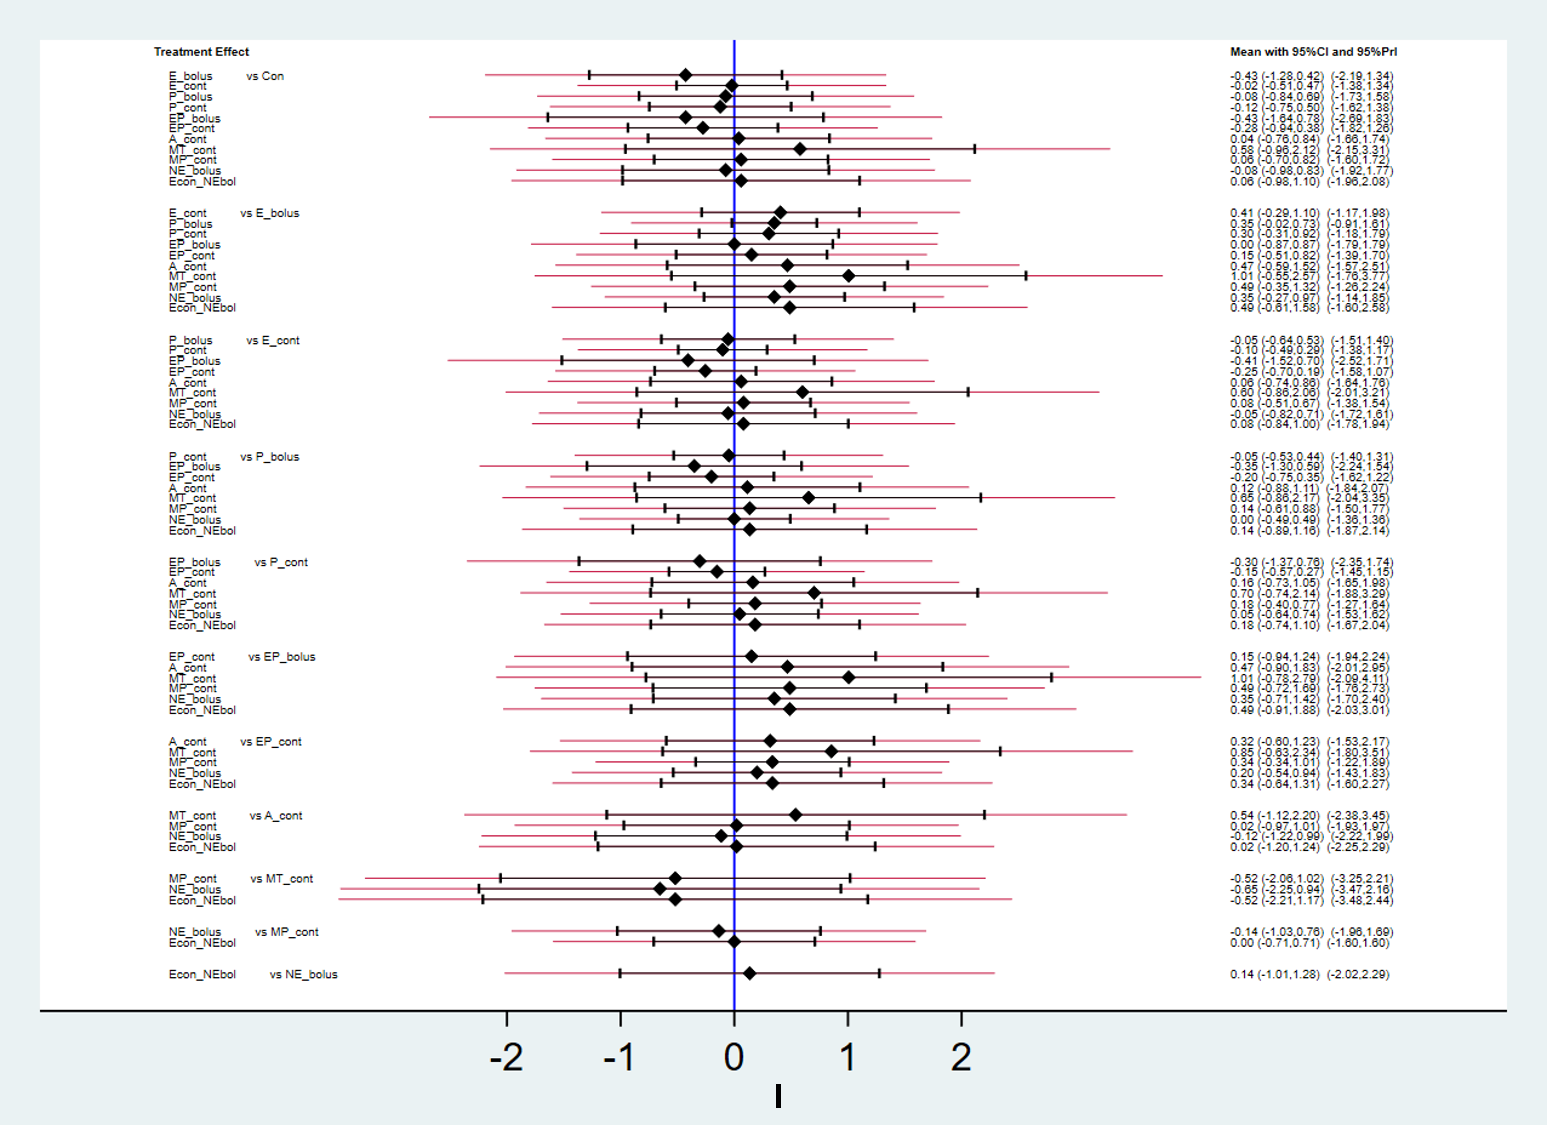 Treatment Effect Mean with 95%CI and 95%PrI
E_bolus vs Con -0.43 (-1.28,0.42) (-2.19,1.34)
E_cont -0.02 (-0.51,0.47) (-1.38,1.34)
P_bolus -0.08 (-0.84,0.69) (-1.73,1.58)
P_cont -0.12 (-0.75,0.50) (-1.62,1.38)
EP_bolus -0.43 (-1.64,0.78) (-2.69,1.83)
EP_cont -0.28 (-0.94,0.38) (-1.82,1.26)
A_cont 0.04 (-0.76,0.84) (-1.66,1.74)
MT_cont 0.58 (-0.96,2.12) (-2.15,3.31)
MP_cont 0.06 (-0.70,0.82) (-1.60,1.72)
NE_bolus -0.08 (-0.98,0.83) (-1.92,1.77)
Econ_NEbol 0.06 (-0.98,1.10) (-1.96,2.08)
E_cont vs E_bolus 0.41 (-0.29,1.10) (-1.17,1.98)
P_bolus 0.35 (-0.02,0.73) (-0.91,1.61)
P_cont 0.30 (-0.31,0.92) (-1.18,1.79)
EP_bolus 0.00 (-0.87,0.87) (-1.79,1.79)
EP_cont 0.15 (-0.51,0.82) (-1.39,1.70)
A_cont 0.47 (-0.59,1.52) (-1.57,2.51)
MT_cont 1.01 (-0.55,2.57) (-1.76,3.77)
MP_cont 0.49 (-0.35,1.32) (-1.26,2.24)
NE_bolus 0.35 (-0.27,0.97) (-1.14,1.85)
Econ_NEbol 0.49 (-0.61,1.58) (-1.60,2.58)
P_bolus vs E_cont -0.05 (-0.64,0.53) (-1.51,1.40)
P_cont -0.10 (-0.49,0.29) (-1.38,1.17)
EP_bolus -0.41 (-1.52,0.70) (-2.52,1.71)
EP_cont -0.25 (-0.70,0.19) (-1.58,1.07)
A_cont 0.06 (-0.74,0.86) (-1.64,1.76)
MT_cont 0.60 (-0.86,2.06) (-2.01,3.21)
MP_cont 0.08 (-0.51,0.67) (-1.38,1.54)
NE_bolus -0.05 (-0.82,0.71) (-1.72,1.61)
Econ_NEbol 0.08 (-0.84,1.00) (-1.78,1.94)
P_cont vs P_bolus -0.05 (-0.53,0.44) (-1.40,1.31)
EP_bolus -0.35 (-1.30,0.59) (-2.24,1.54)
EP_cont -0.20 (-0.75,0.35) (-1.62,1.22)
A_cont 0.12 (-0.88,1.11) (-1.84,2.07)
MT_cont 0.65 (-0.86,2.17) (-2.04,3.35)
MP_cont 0.14 (-0.61,0.88) (-1.50,1.77)
NE_bolus 0.00 (-0.49,0.49) (-1.36,1.36)
Econ_NEbol 0.14 (-0.89,1.16) (-1.87,2.14)
EP_bolus vs P_cont -0.30 (-1.37,0.76) (-2.35,1.74)
EP_cont -0.15 (-0.57,0.27) (-1.45,1.15)
A_cont 0.16 (-0.73,1.05) (-1.65,1.98)
MT_cont 0.70 (-0.74,2.14) (-1.88,3.29)
MP_cont 0.18 (-0.40,0.77) (-1.27,1.64)
NE_bolus 0.05 (-0.64,0.74) (-1.53,1.62)
Econ_NEbol 0.18 (-0.74,1.10) (-1.67,2.04)
EP_cont vs EP_bolus 0.15 (-0.94,1.24) (-1.94,2.24)
A_cont 0.47 (-0.90,1.83) (-2.01,2.95)
MT_cont 1.01 (-0.78,2.79) (-2.09,4.11)
MP_cont 0.49 (-0.72,1.69) (-1.76,2.73)
NE_bolus 0.35 (-0.71,1.42) (-1.70,2.40)
Econ_NEbol 0.49 (-0.91,1.88) (-2.03,3.01)
A_cont vs EP_cont 0.32 (-0.60,1.23) (-1.53,2.17)
MT_cont 0.85 (-0.63,2.34) (-1.80,3.51)
MP_cont 0.34 (-0.34,1.01) (-1.22,1.89)
NE_bolus 0.20 (-0.54,0.94) (-1.43,1.83)
Econ_NEbol 0.34 (-0.64,1.31) (-1.60,2.27)
MT_cont vs A_cont 0.54 (-1.12,2.20) (-2.38,3.45)
MP_cont 0.02 (-0.97,1.01) (-1.93,1.97)
NE_bolus -0.12 (-1.22,0.99) (-2.22,1.99)
Econ_NEbol 0.02 (-1.20,1.24) (-2.25,2.29)
MP_cont vs MT_cont -0.52 (-2.06,1.02) (-3.25,2.21)
NE_bolus -0.65 (-2.25,0.94) (-3.47,2.16)
Econ_NEbol -0.52 (-2.21,1.17) (-3.48,2.44)
NE_bolus vs MP_cont -0.14 (-1.03,0.76) (-1.96,1.69)
Econ_NEbol 0.00 (-0.71,0.71) (-1.60,1.60)
Econ_NEbol vs NE_bolus 0.14 (-1.01,1.28) (-2.02,2.29)
-2 -1 0 1 2
I